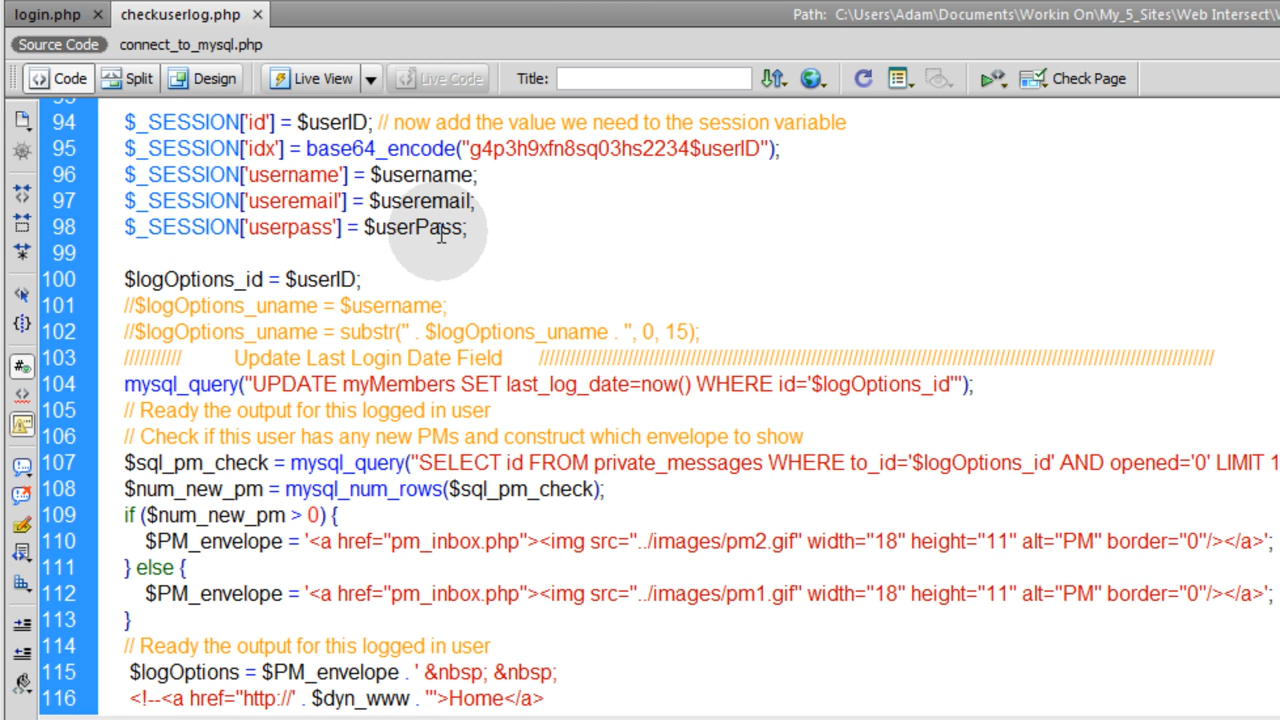 login.php × checkuserlog.php × Path: C:\Users\Adam\Documents\Workin On\My_5_Sites\Web Intersect\
Source Code connect_to_mysql.php
Code Split Design Live View Live Code Title: Check Page
94 $_SESSION['id'] = $userID; // now add the value we need to the session variable
95 $_SESSION['idx'] = base64_encode("g4p3h9xfn8sq03hs2234$userID");
96 $_SESSION['username'] = $username;
97 $_SESSION['useremail'] = $useremail;
98 $_SESSION['userpass'] = $userPass;
99
100 $logOptions_id = $userID;
101 //$logOptions_uname = $username;
102 //$logOptions_uname = substr('' . $logOptions_uname . '', 0, 15);
103 /////////// Update Last Login Date Field ///////////////////////////////////////////////////////////////////////////////////////////////////////////////////////////////////
104 mysql_query("UPDATE myMembers SET last_log_date=now() WHERE id='$logOptions_id'");
105 // Ready the output for this logged in user
106 // Check if this user has any new PMs and construct which envelope to show
107 $sql_pm_check = mysql_query("SELECT id FROM private_messages WHERE to_id='$logOptions_id' AND opened='0' LIMIT 1
108 $num_new_pm = mysql_num_rows($sql_pm_check);
109 if ($num_new_pm > 0) {
110 $PM_envelope = '<a href="pm_inbox.php"><img src="../images/pm2.gif" width="18" height="11" alt="PM" border="0"/></a>';
111 } else {
112 $PM_envelope = '<a href="pm_inbox.php"><img src="../images/pm1.gif" width="18" height="11" alt="PM" border="0"/></a>';
113 }
114 // Ready the output for this logged in user
115 $logOptions = $PM_envelope . ' &nbsp; &nbsp;
116 <!--<a href="http://' . $dyn_www . '">Home</a>